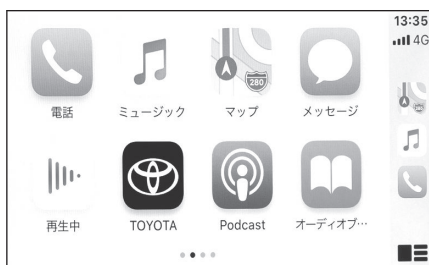 13:35
4G
280
電話
ミュージック
マップ
メッセージ
再生中
TOYOTA
Podcast
オーディオブ…